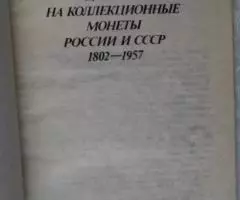 НА КОЛЛЕКЦИОННЫЕ
МОНЕТЫ
РОССИИ И СССР
1802—1957